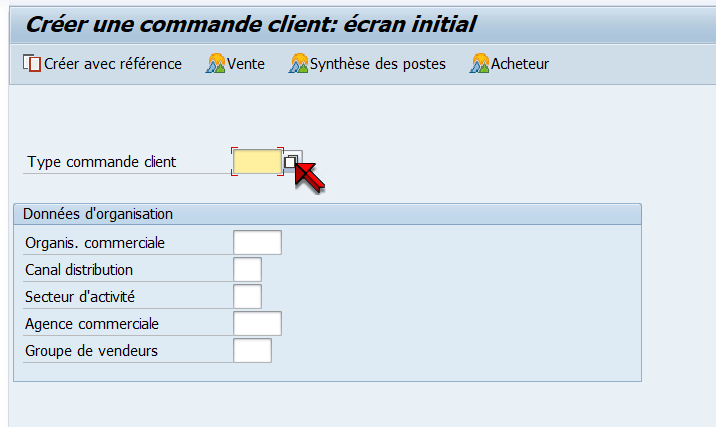 Créer une commande client: écran initial
Créer avec référence Vente Synthèse des postes Acheteur
Type commande client
Données d'organisation
Organis. commerciale
Canal distribution
Secteur d'activité
Agence commerciale
Groupe de vendeurs